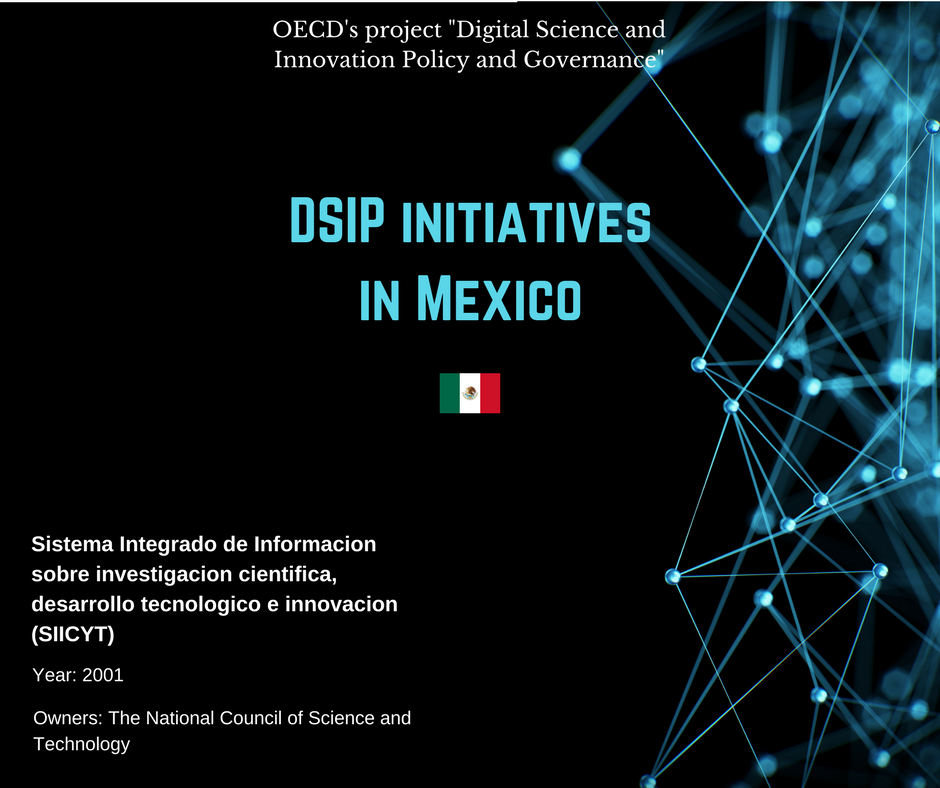 OECD's project "Digital Science and
Innovation Policy and Governance"
DSIP INITIATIVES
IN MEXICO
Sistema Integrado de Informacion
sobre investigacion cientifica,
desarrollo tecnologico e innovacion
(SIICYT)
Year: 2001
Owners: The National Council of Science and
Technology